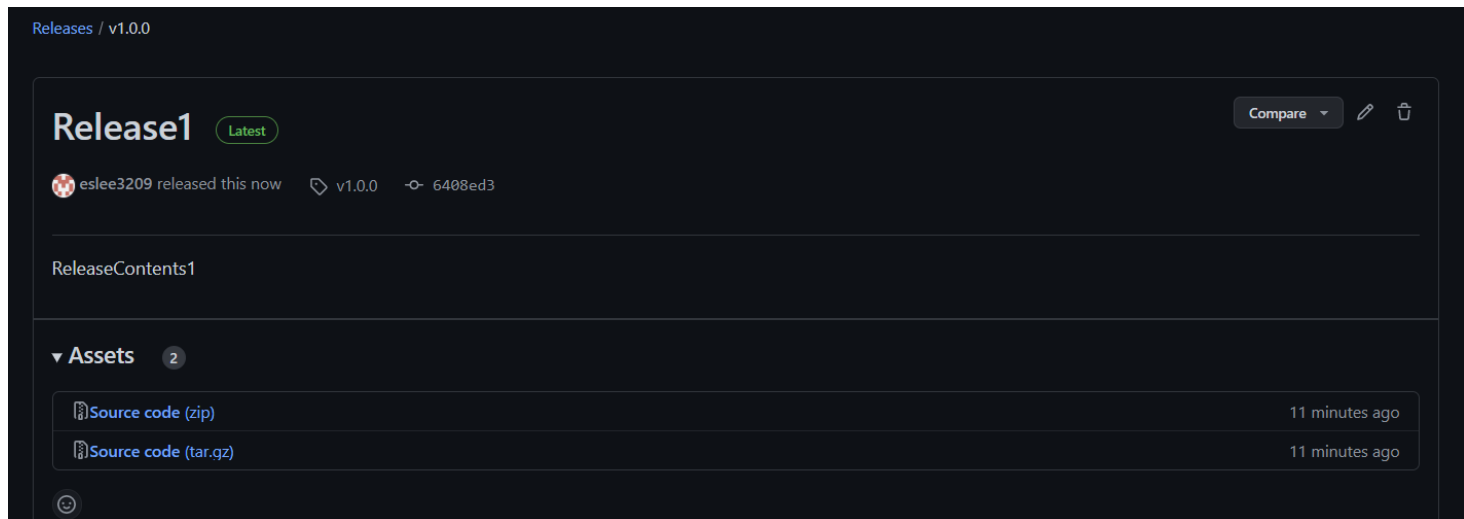 Releases / v1.0.0
Release1 Latest Compare
eslee3209 released this now v1.0.0 6408ed3
ReleaseContents1
Assets 2
Source code (zip) 11 minutes ago
Source code (tar.gz) 11 minutes ago